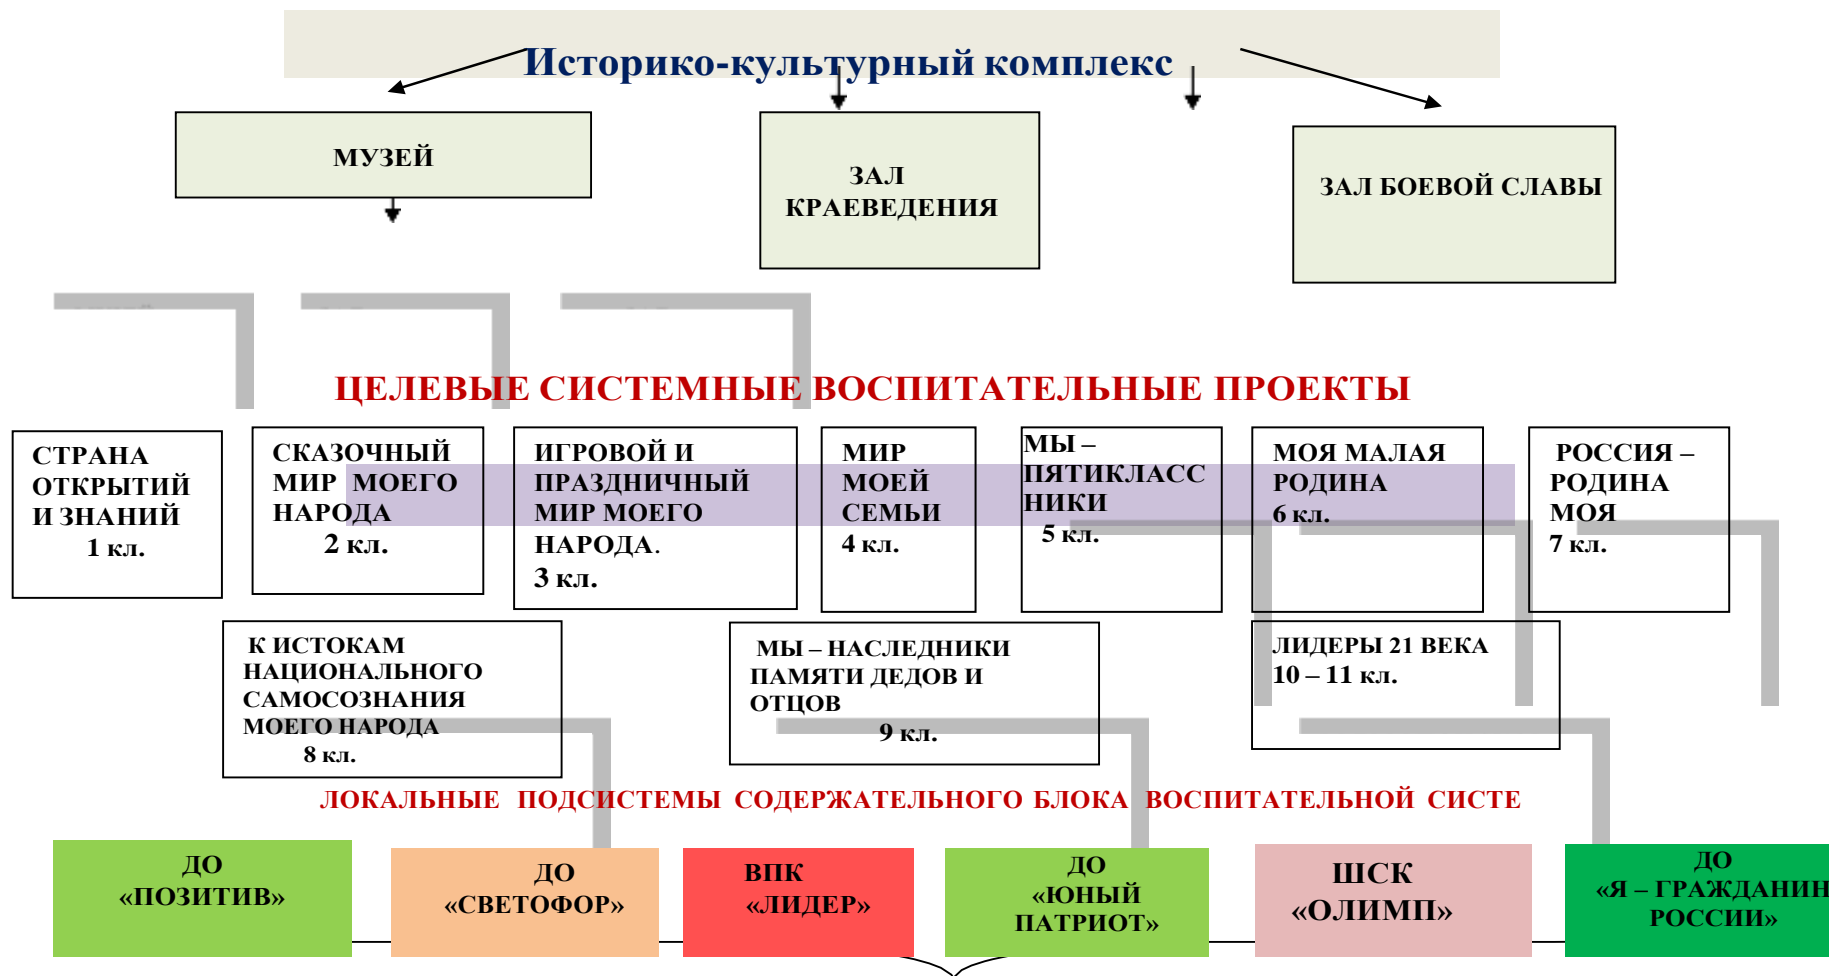 Историко-культурный комплекс
МУЗЕЙ
ЗАЛ
КРАЕВЕДЕНИЯ
ЗАЛ БОЕВОЙ СЛАВЫ
ЦЕЛЕВЫЕ СИСТЕМНЫЕ ВОСПИТАТЕЛЬНЫЕ ПРОЕКТЫ
СТРАНА
ОТКРЫТИЙ
И ЗНАНИЙ
1 кл.
СКАЗОЧНЫЙ
МИР МОЕГО
НАРОДА
2 кл.
ИГРОВОЙ И
ПРАЗДНИЧНЫЙ
МИР МОЕГО
НАРОДА.
3 кл.
МИР
МОЕЙ
СЕМЬИ
4 кл.
МЫ –
ПЯТИКЛАСС
НИКИ
5 кл.
МОЯ МАЛАЯ
РОДИНА
6 кл.
РОССИЯ –
РОДИНА
МОЯ
7 кл.
К ИСТОКАМ
НАЦИОНАЛЬНОГО
САМОСОЗНАНИЯ
МОЕГО НАРОДА
8 кл.
МЫ – НАСЛЕДНИКИ
ПАМЯТИ ДЕДОВ И
ОТЦОВ
9 кл.
ЛИДЕРЫ 21 ВЕКА
10 – 11 кл.
ЛОКАЛЬНЫЕ ПОДСИСТЕМЫ СОДЕРЖАТЕЛЬНОГО БЛОКА ВОСПИТАТЕЛЬНОЙ СИСТЕ
ДО
«ПОЗИТИВ»
ДО
«СВЕТОФОР»
ВПК
«ЛИДЕР»
ДО
«ЮНЫЙ
ПАТРИОТ»
ШСК
«ОЛИМП»
ДО
«Я – ГРАЖДАНИН
РОССИИ»